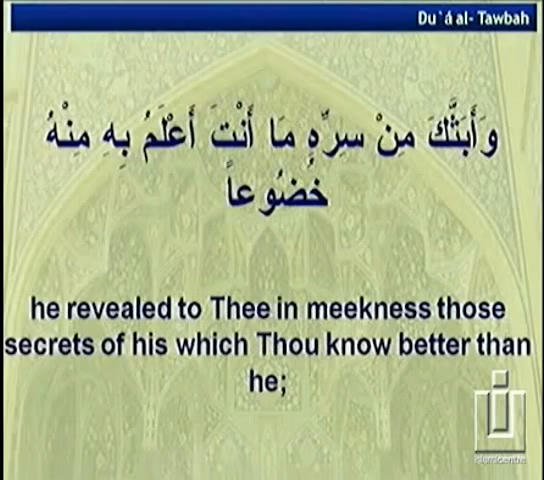 Du`á al- Tawbah
وَأَبَثَّكَ مِنْ سِرِّهِ مَا أَنْتَ أَعْلَمُ بِهِ مِنْهُ
خُضُوعاً
he revealed to Thee in meekness those
secrets of his which Thou know better than
he;
islamicentre